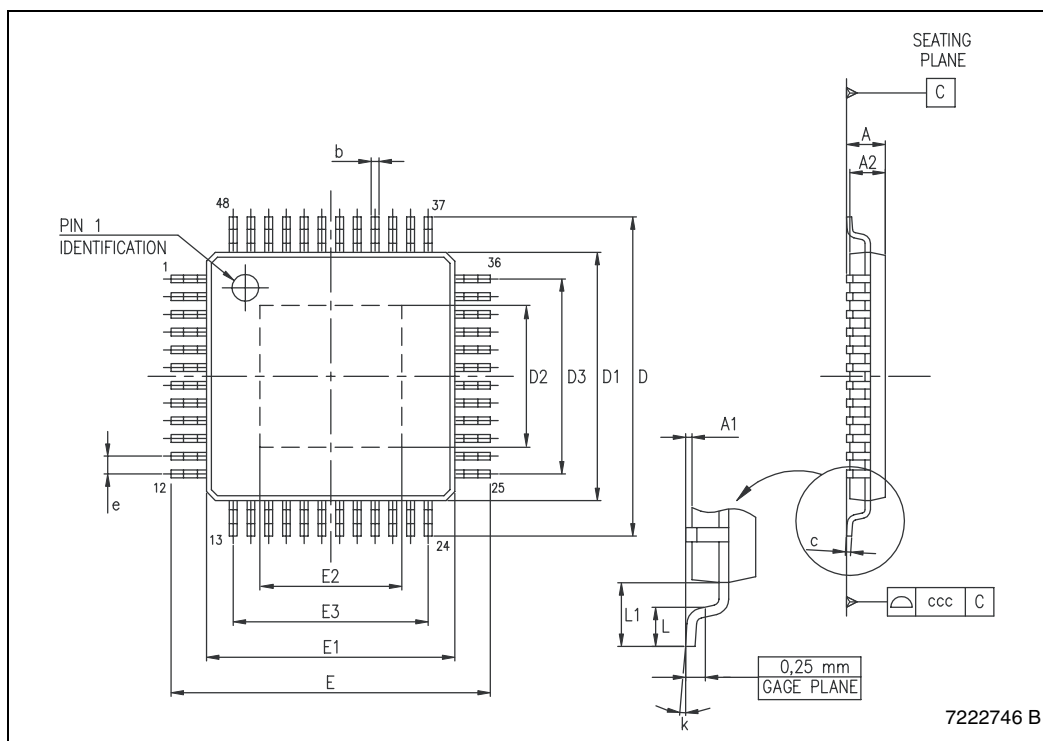 SEATING
PLANE
C
A
A2
b
48
37
PIN 1
IDENTIFICATION
1
36
D2
D3
D1
D
A1
e
12
25
13
24
c
E2
E3
E1
E
L1
L
ccc
C
0,25 mm
GAGE PLANE
k
7222746 B